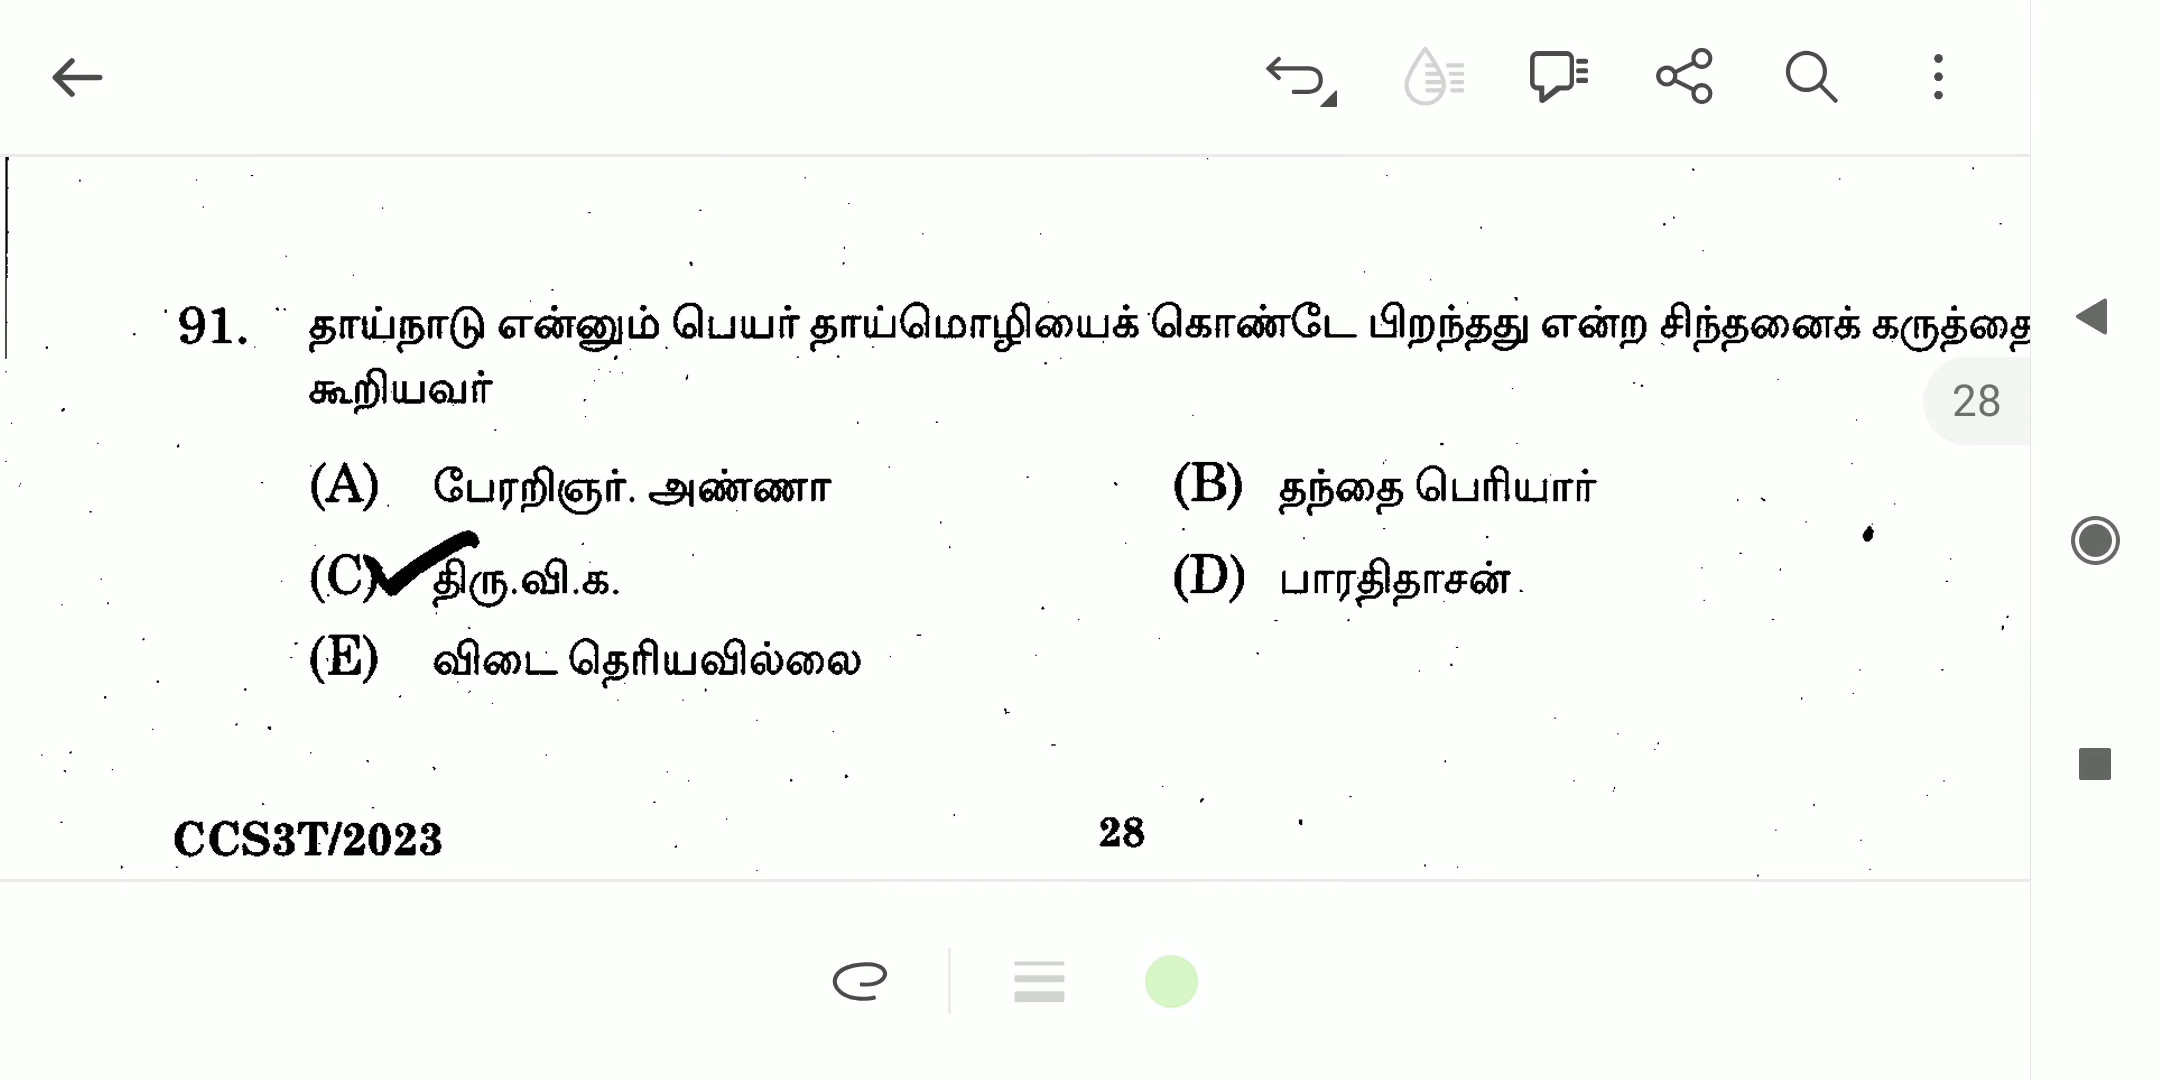 28
91. தாய்நாடு என்னும் பெயர் தாய்மொழியைக் கொண்டே பிறந்தது என்ற சிந்தனைக் கருத்தை
கூறியவர்
(A) பேரறிஞர். அண்ணா (B) தந்தை பெரியார்
(C) திரு.வி.க. (D) பாரதிதாசன்
(E) விடை தெரியவில்லை
CCS3T/2023 28